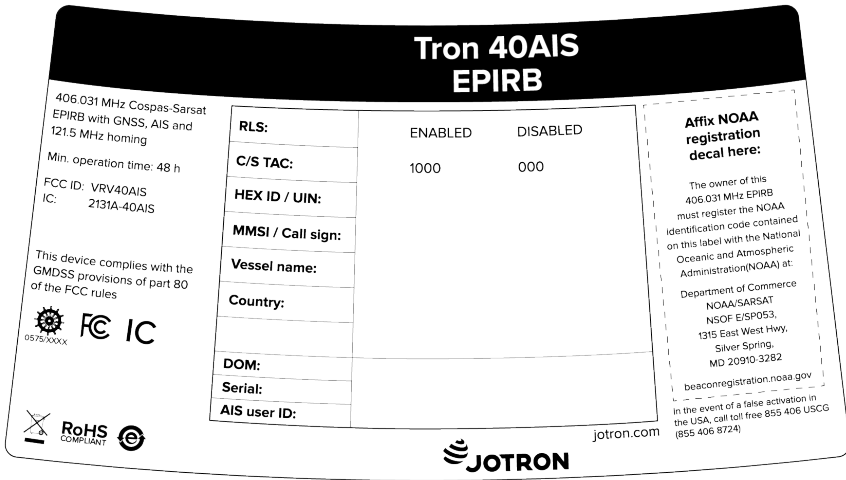 Tron 40AIS
EPIRB
406.031 MHz Cospas-Sarsat
EPIRB with GNSS, AIS and
121.5 MHz homing
Min. operation time: 48 h
FCC ID: VRV40AIS
IC: 2131A-40AIS
This device complies with the
GMDSS provisions of part 80
of the FCC rules
0575/XXXX
FC IC
RoHS
COMPLIANT
e
RLS: ENABLED DISABLED
C/S TAC: 1000 000
HEX ID / UIN:
MMSI / Call sign:
Vessel name:
Country:
DOM:
Serial:
AIS user ID:
jotron.com
JOTRON
Affix NOAA
registration
decal here:
The owner of this
406.031 MHz EPIRB
must register the NOAA
identification code contained
on this label with the National
Oceanic and Atmospheric
Administration(NOAA) at:
Department of Commerce
NOAA/SARSAT
NSOF E/SP053,
1315 East West Hwy,
Silver Spring,
MD 20910-3282
beaconregistration.noaa.gov
In the event of a false activation in
the USA, call toll free 855 406 USCG
(855 406 8724)